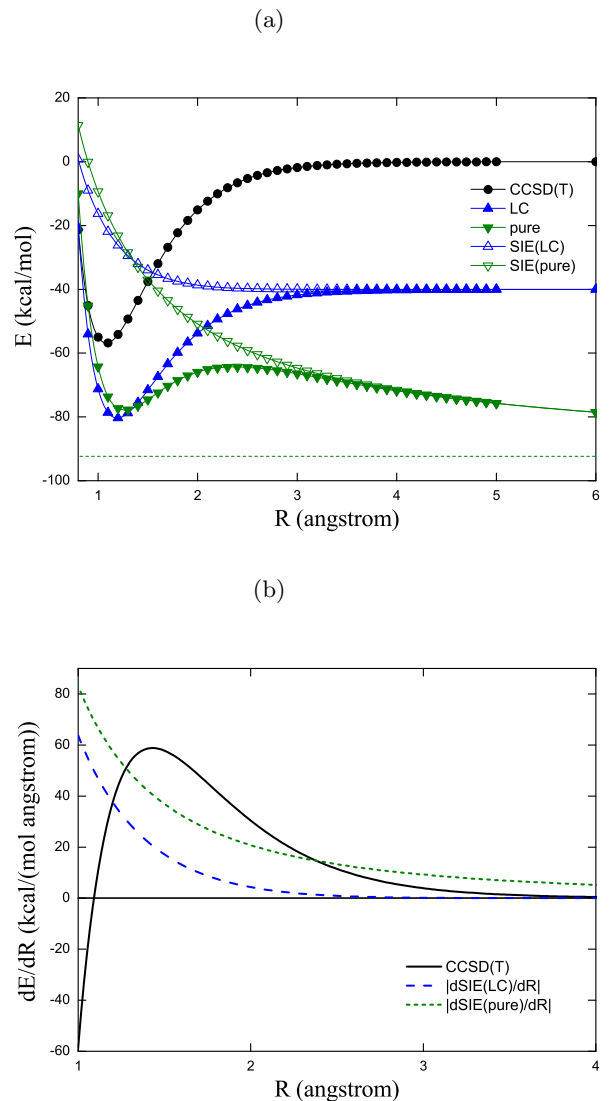 (a)
20
0
-20
-40
-60
-80
-100
E (kcal/mol)
CCSD(T)
LC
pure
SIE(LC)
SIE(pure)
1 2 3 4 5 6
R (angstrom)
(b)
80
60
40
20
0
-20
-40
-60
dE/dR (kcal/(mol angstrom))
CCSD(T)
|dSIE(LC)/dR|
|dSIE(pure)/dR|
1 2 3 4
R (angstrom)